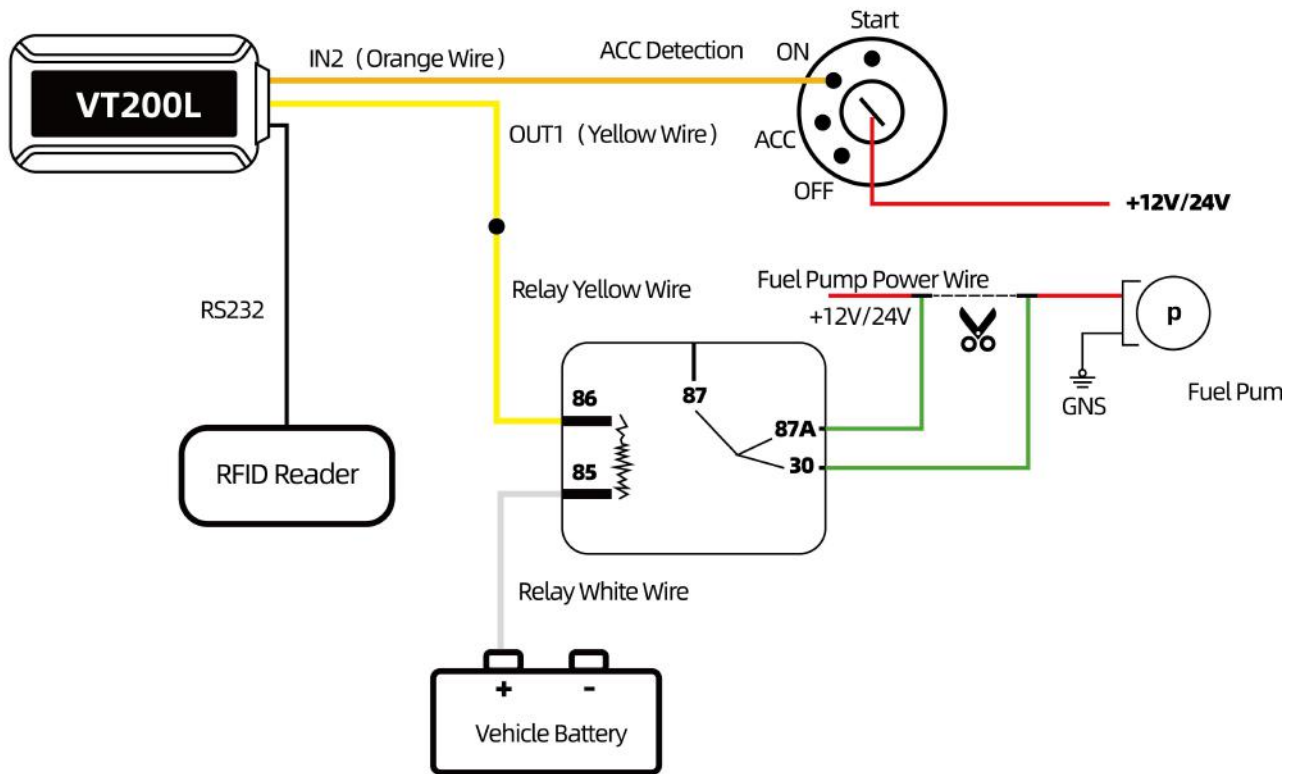 Start
IN2（Orange Wire）
ACC Detection
ON
VT200L
OUT1（Yellow Wire）
ACC
OFF
+12V/24V
Fuel Pump Power Wire
Relay Yellow Wire
RS232
+12V/24V
p
GNS
Fuel Pum
86
87
87A
85
30
RFID Reader
Relay White Wire
+
-
Vehicle Battery